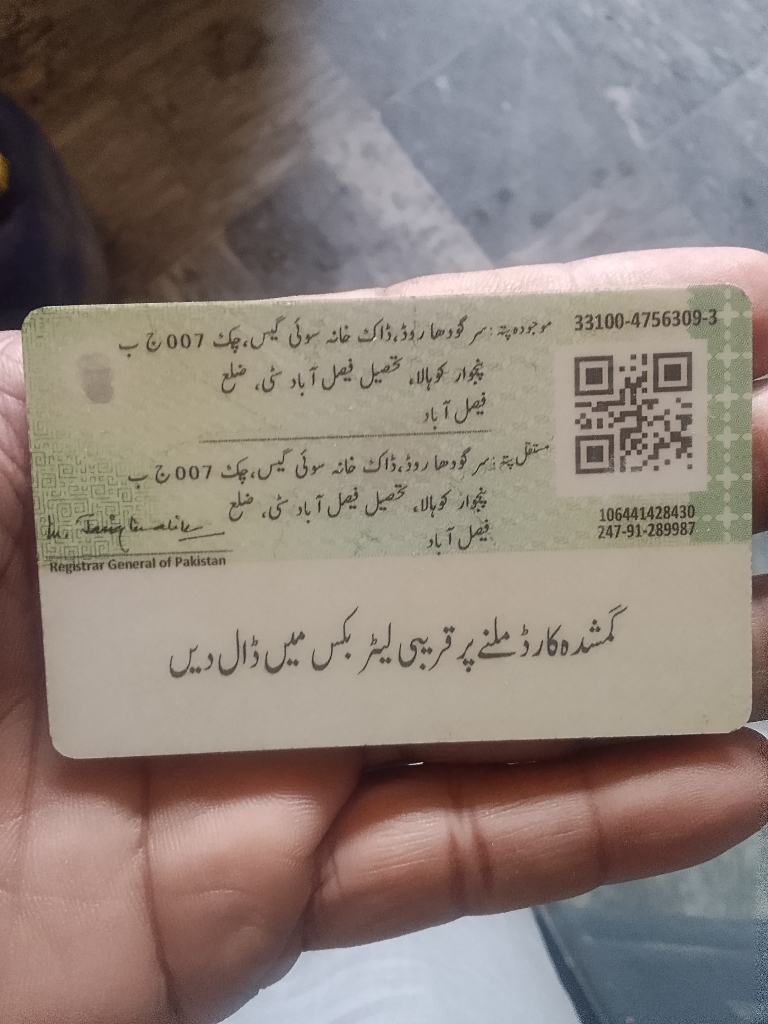 33100-4756309-3
موجودہ پتہ: سرگودھا روڈ، ڈاک خانہ سوئی گیس، چک 007 ج ب
پنجوار کوہالا، تحصیل فیصل آباد سٹی، ضلع
فیصل آباد
مستقل پتہ: سرگودھا روڈ، ڈاک خانہ سوئی گیس، چک 007 ج ب
پنجوار کوہالا، تحصیل فیصل آباد سٹی، ضلع
فیصل آباد
106441428430
247-91-289987
Registrar General of Pakistan
گمشدہ کارڈ ملنے پر قریبی لیٹر بکس میں ڈال دیں